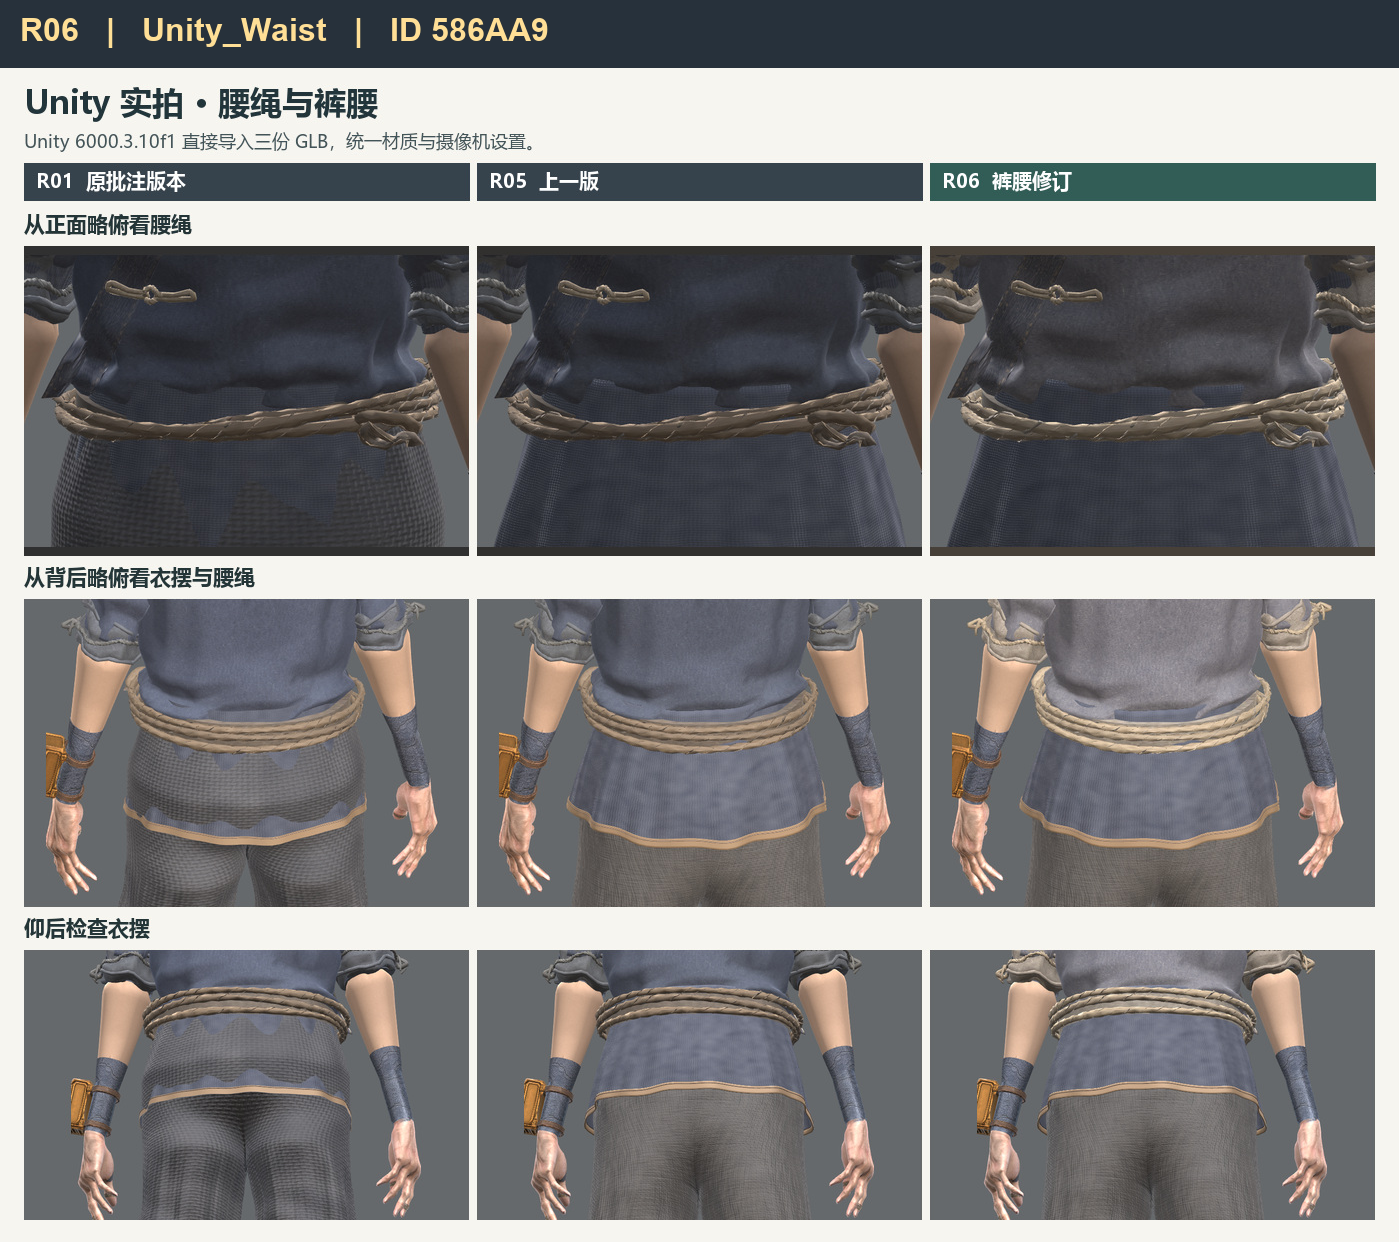 R06 | Unity_Waist | ID 586AA9
Unity 实拍・腰绳与裤腰
Unity 6000.3.10f1 直接导入三份 GLB，统一材质与摄像机设置。
R01 原批注版本
R05 上一版
R06 裤腰修订
从正面略俯看腰绳
从背后略俯看衣摆与腰绳
仰后检查衣摆